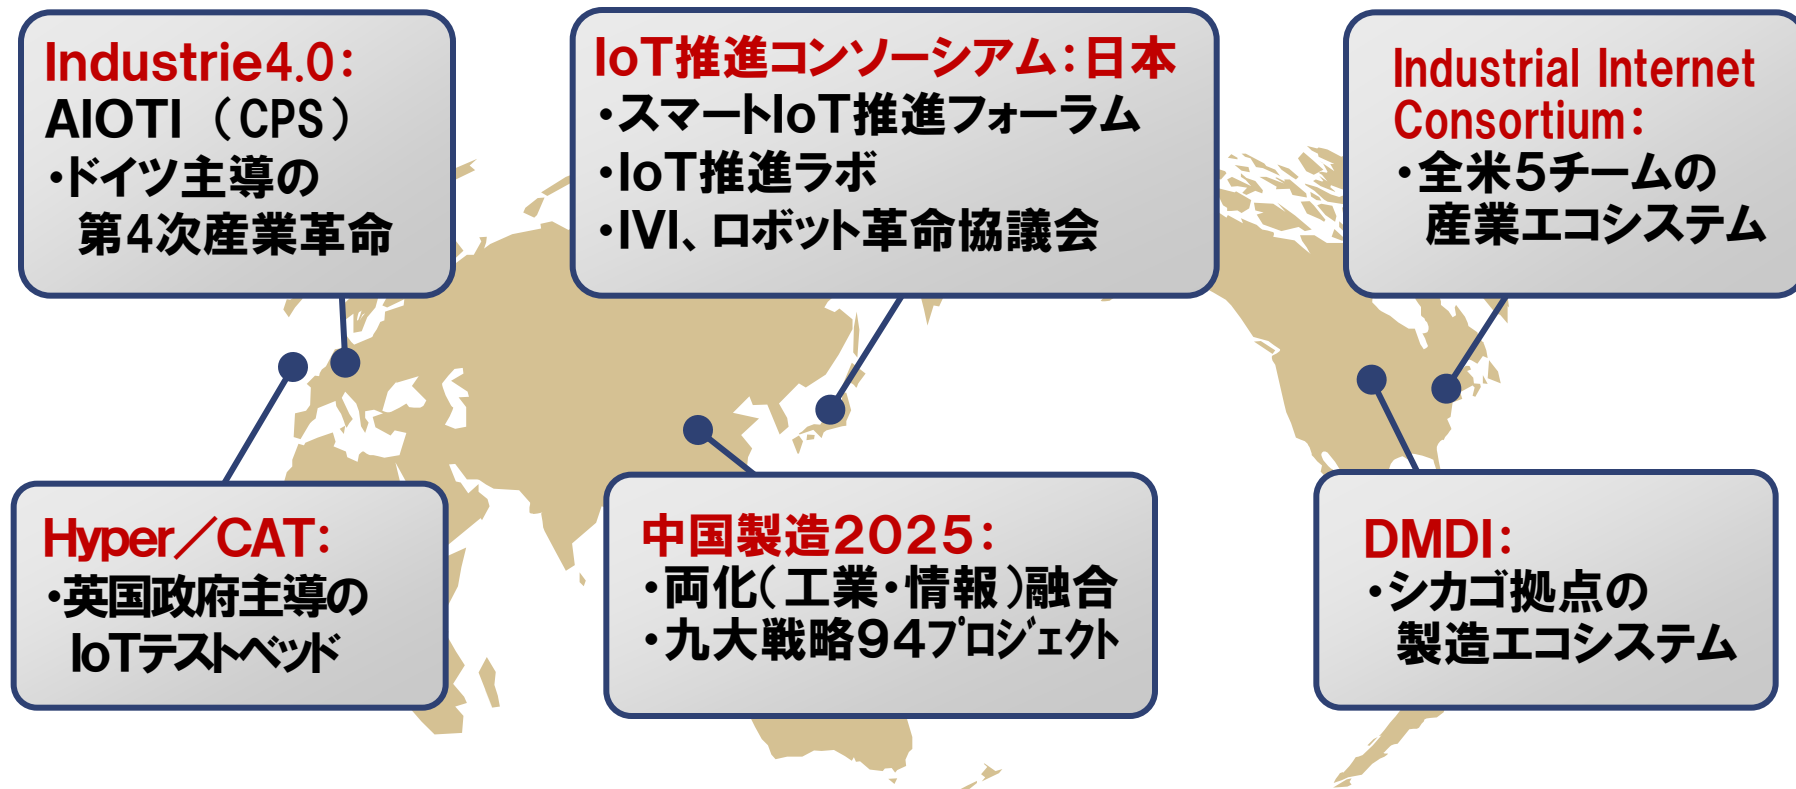 Industrie4.0：
AIOTI（CPS）
・ドイツ主導の
第4次産業革命
IoT推進コンソーシアム：日本
・スマートIoT推進フォーラム
・IoT推進ラボ
・IVI、ロボット革命協議会
Industrial Internet
Consortium：
・全米5チームの
産業エコシステム
Hyper／CAT：
・英国政府主導の
IoTテストベッド
中国製造2025：
・両化（工業・情報）融合
・九大戦略94プロジェクト
DMDI：
・シカゴ拠点の
製造エコシステム